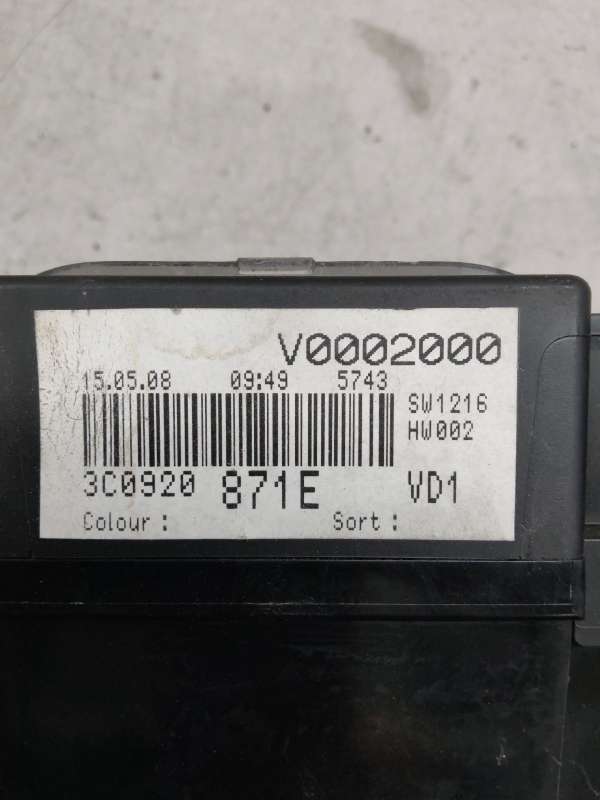 V0002000
15.05.08 09:49 5743
SW1216
HW002
3C0920 871E VD1
Colour : Sort :